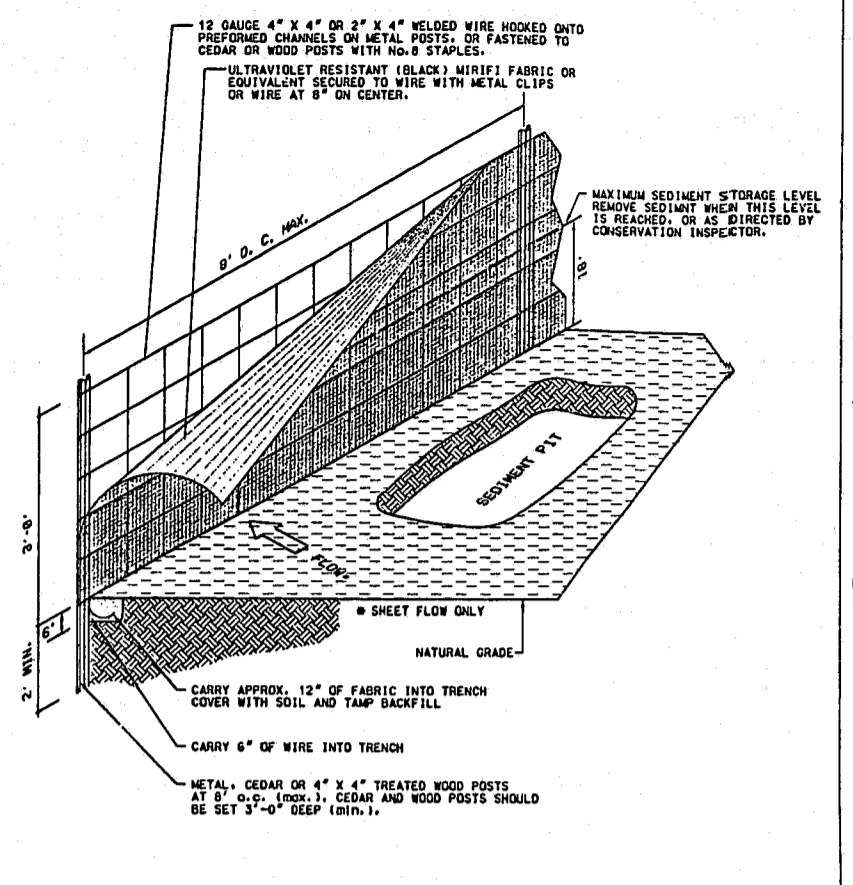 12 GAUGE 4" X 4" OR 2" X 4" WELDED WIRE HOOKED ONTO
PREFORMED CHANNELS ON METAL POSTS. OR FASTENED TO
CEDAR OR WOOD POSTS WITH No.8 STAPLES.
ULTRAVIOLET RESISTANT (BLACK) MIRIFI FABRIC OR
EQUIVALENT SECURED TO WIRE WITH METAL CLIPS
OR WIRE AT 8" ON CENTER.
MAXIMUM SEDIMENT STORAGE LEVEL
REMOVE SEDIMNT WHEN THIS LEVEL
IS REACHED. OR AS DIRECTED BY
CONSERVATION INSPECTOR.
8' O. C. MAX.
18"
SEDIMENT PIT
FLOW*
* SHEET FLOW ONLY
NATURAL GRADE
6"
2' MIN.
CARRY APPROX. 12" OF FABRIC INTO TRENCH
COVER WITH SOIL AND TAMP BACKFILL
CARRY 6" OF WIRE INTO TRENCH
METAL. CEDAR OR 4" X 4" TREATED WOOD POSTS
AT 8' o.c. (max.). CEDAR AND WOOD POSTS SHOULD
BE SET 3'-0" DEEP (min.).